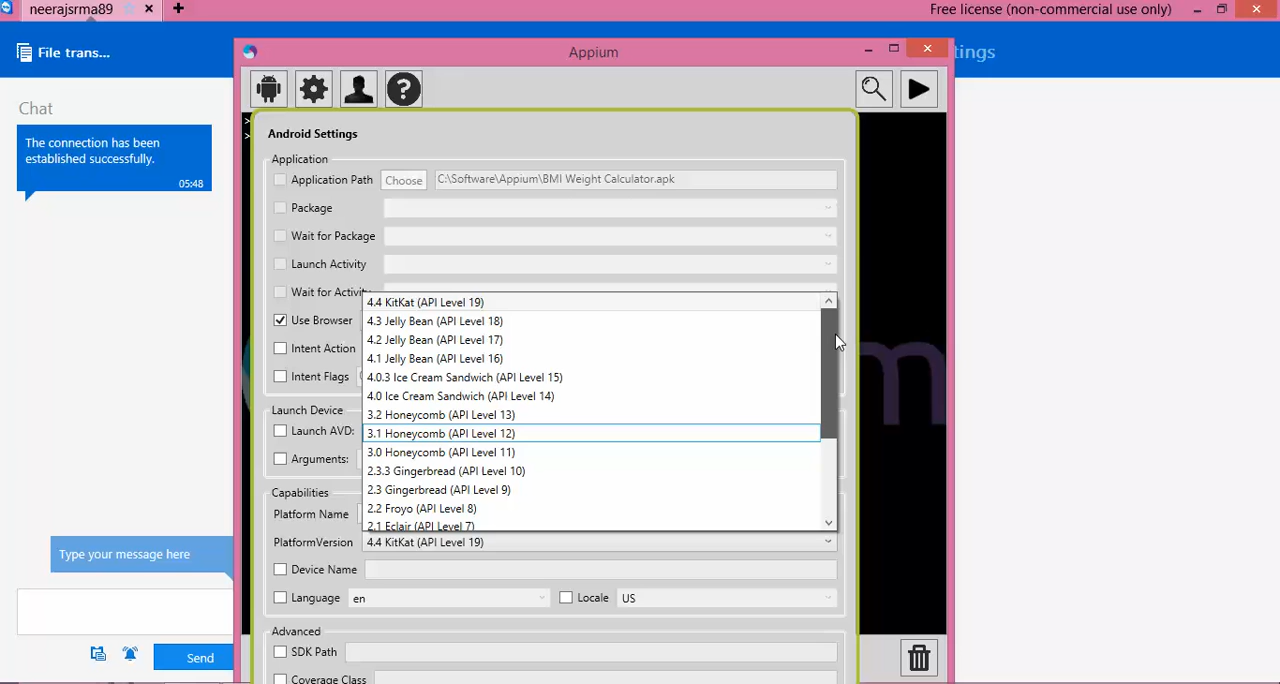 neerajsrma89
Free license (non-commercial use only)
File trans...
Appium
ttings
Chat
The connection has been
established successfully.
05:48
Android Settings
Application
Application Path
Choose
C:\Software\Appium\BMI Weight Calculator.apk
Package
Wait for Package
Launch Activity
Wait for Activity
4.4 KitKat (API Level 19)
Use Browser
4.3 Jelly Bean (API Level 18)
4.2 Jelly Bean (API Level 17)
Intent Action
4.1 Jelly Bean (API Level 16)
Intent Flags
4.0.3 Ice Cream Sandwich (API Level 15)
4.0 Ice Cream Sandwich (API Level 14)
Launch Device
3.2 Honeycomb (API Level 13)
Launch AVD:
3.1 Honeycomb (API Level 12)
3.0 Honeycomb (API Level 11)
Arguments:
2.3.3 Gingerbread (API Level 10)
2.3 Gingerbread (API Level 9)
Capabilities
2.2 Froyo (API Level 8)
Platform Name
2.1 Eclair (API Level 7)
PlatformVersion
4.4 KitKat (API Level 19)
Type your message here
Device Name
Language
en
Locale
US
Advanced
SDK Path
Coverage Class
Send